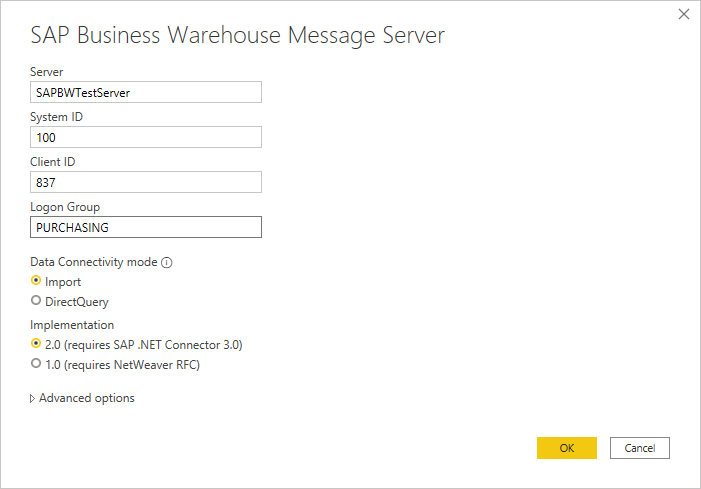 SAP Business Warehouse Message Server
Server
SAPBWTestServer
System ID
100
Client ID
837
Logon Group
PURCHASING
Data Connectivity mode
Import
DirectQuery
Implementation
2.0 (requires SAP .NET Connector 3.0)
1.0 (requires NetWeaver RFC)
Advanced options
OK Cancel